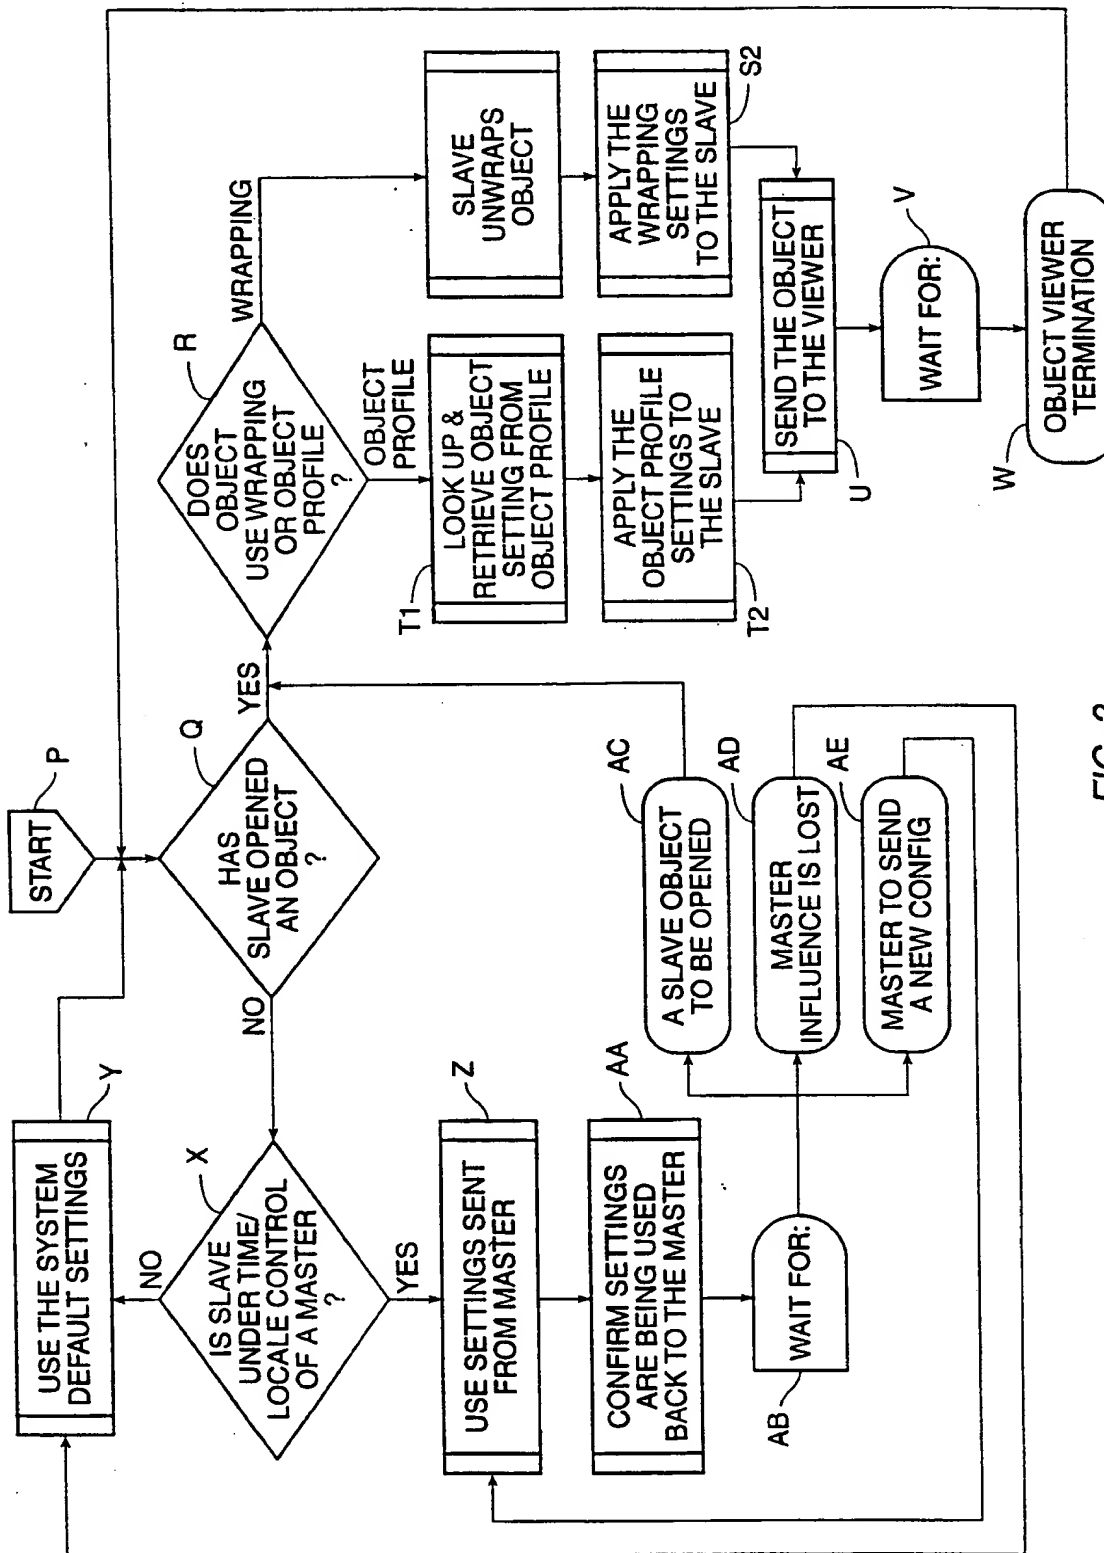 START
P
HAS
SLAVE OPENED
AN OBJECT
?
Q
YES
NO
DOES
OBJECT
USE WRAPPING
OR OBJECT
PROFILE
?
R
WRAPPING
OBJECT
PROFILE
SLAVE
UNWRAPS
OBJECT
APPLY THE
WRAPPING
SETTINGS
TO THE SLAVE
S2
LOOK UP &
RETRIEVE OBJECT
SETTING FROM
OBJECT PROFILE
T1
APPLY THE
OBJECT PROFILE
SETTINGS TO
THE SLAVE
T2
SEND THE OBJECT
TO THE VIEWER
U
WAIT FOR:
V
OBJECT VIEWER
TERMINATION
W
USE THE SYSTEM
DEFAULT SETTINGS
Y
IS SLAVE
UNDER TIME/
LOCALE CONTROL
OF A MASTER
?
X
NO
YES
USE SETTINGS SENT
FROM MASTER
Z
CONFIRM SETTINGS
ARE BEING USED
BACK TO THE MASTER
AA
WAIT FOR:
AB
A SLAVE OBJECT
TO BE OPENED
AC
MASTER
INFLUENCE IS LOST
AD
MASTER TO SEND
A NEW CONFIG
AE